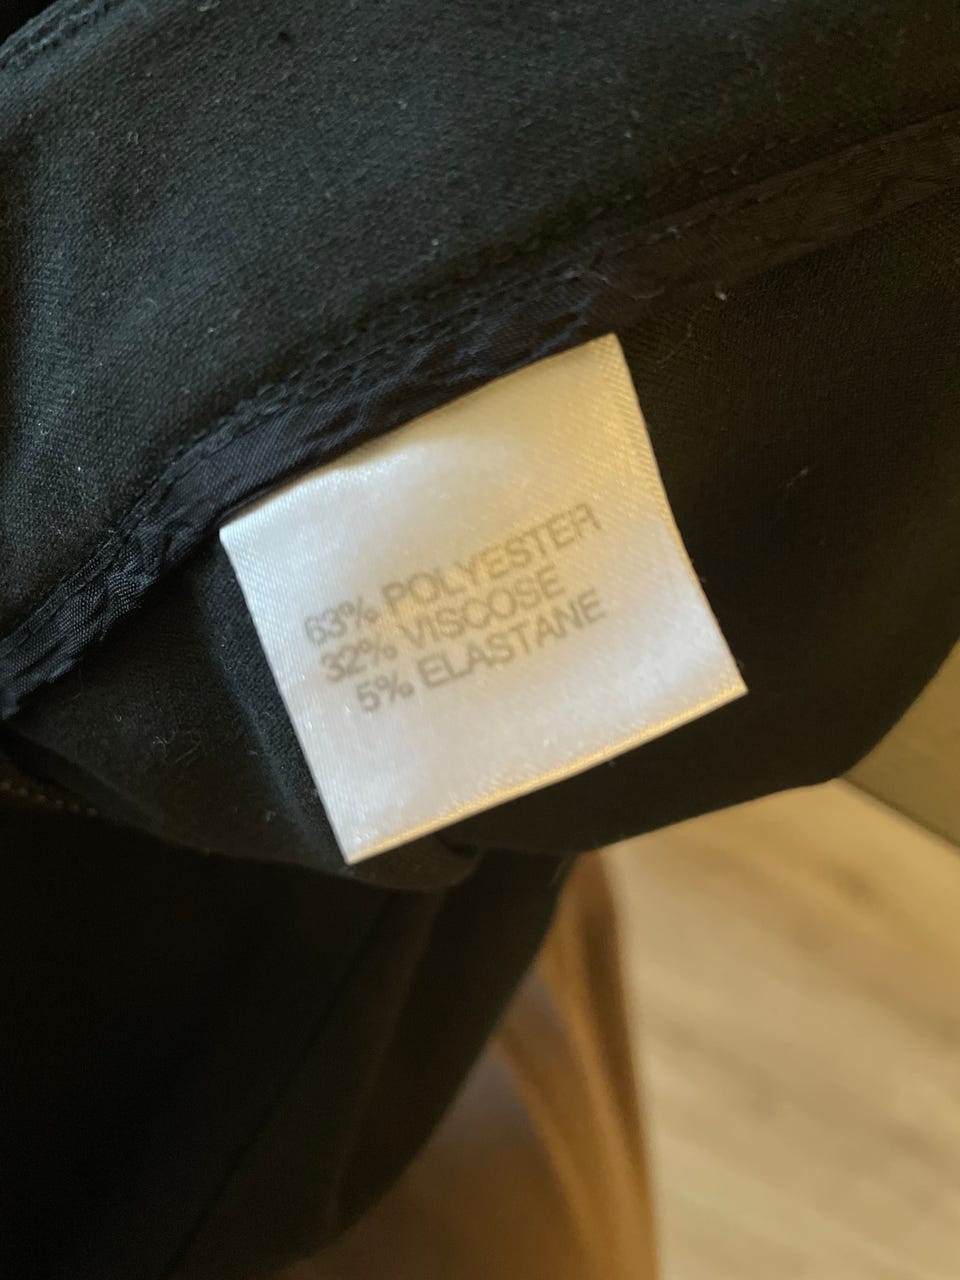 63% POLYESTER
32% VISCOSE
5% ELASTANE